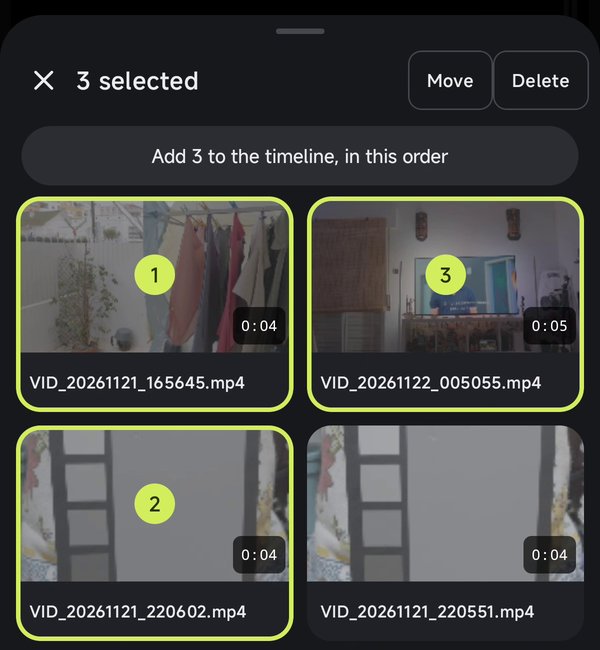 3 selected
Move
Delete
Add 3 to the timeline, in this order
1
0:04
VID_20261121_165645.mp4
3
0:05
VID_20261122_005055.mp4
2
0:04
VID_20261121_220602.mp4
0:04
VID_20261121_220551.mp4